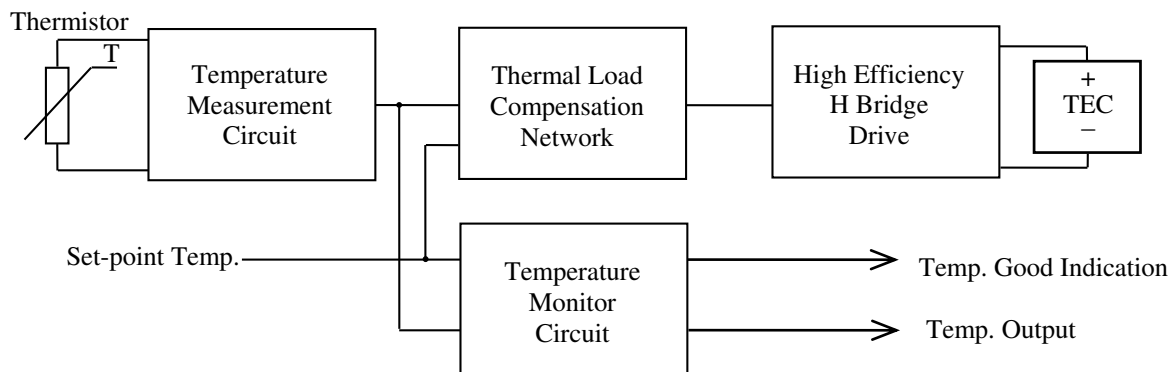 Thermistor
T
Temperature
Measurement
Circuit
Thermal Load
Compensation
Network
High Efficiency
H Bridge
Drive
+
TEC
−
Set-point Temp.
Temperature
Monitor
Circuit
Temp. Good Indication
Temp. Output